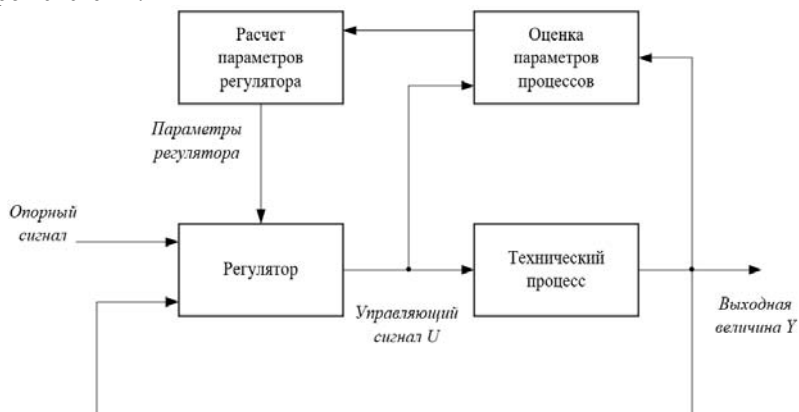 Расчет
параметров
регулятора
Оценка
параметров
процессов
Параметры
регулятора
Опорный
сигнал
Регулятор
Технический
процесс
Управляющий
сигнал U
Выходная
величина Y